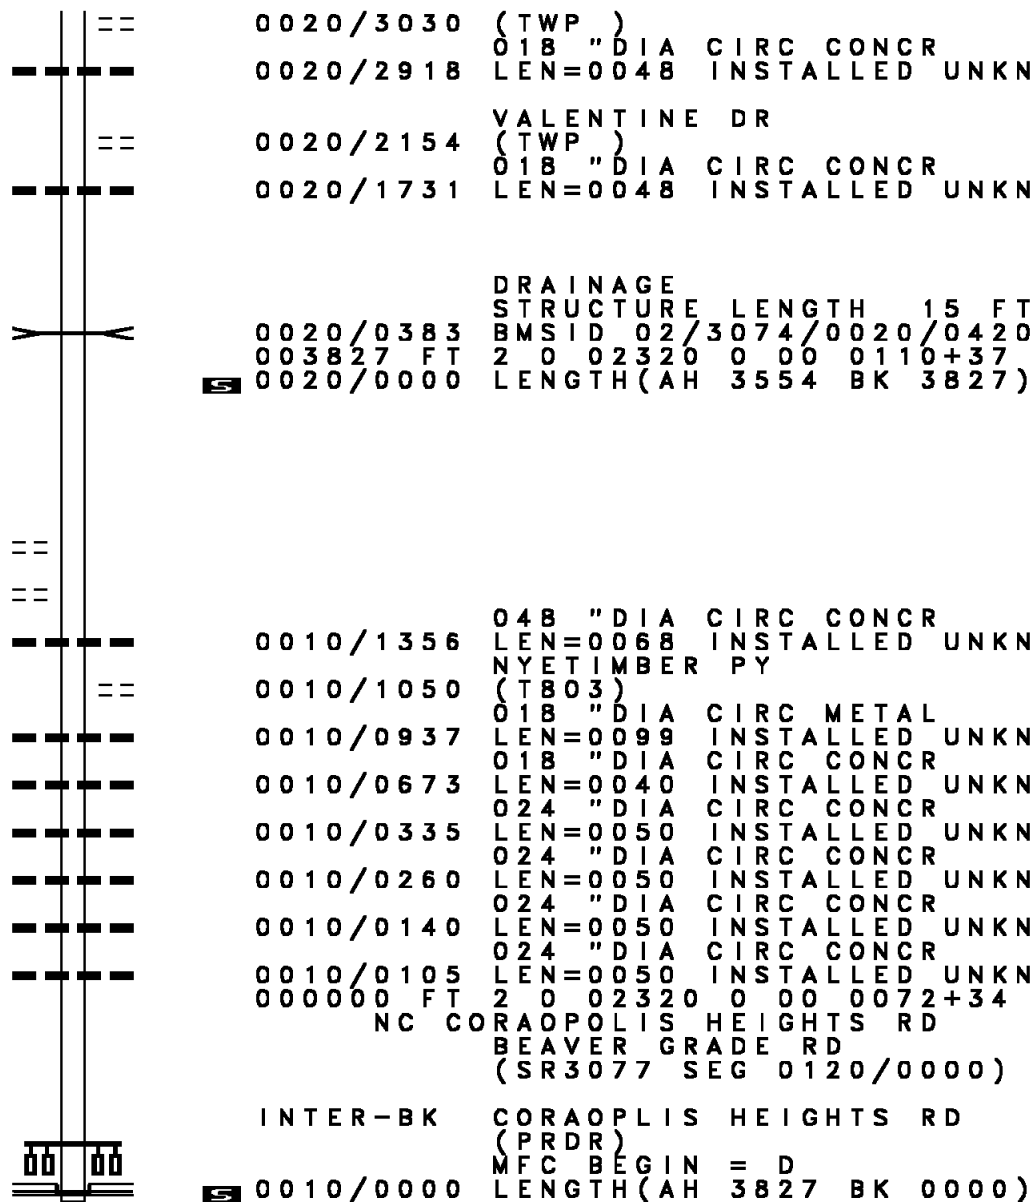 0020/3030 (TWP )
018 "DIA CIRC CONCR
0020/2918 LEN=0048 INSTALLED UNKN
VALENTINE DR
0020/2154 (TWP )
018 "DIA CIRC CONCR
0020/1731 LEN=0048 INSTALLED UNKN
DRAINAGE
STRUCTURE LENGTH 15 FT
0020/0383 BMSID 02/3074/0020/0420
003827 FT 2 0 02320 0 00 0110+37
S 0020/0000 LENGTH(AH 3554 BK 3827)
048 "DIA CIRC CONCR
0010/1356 LEN=0068 INSTALLED UNKN
NYETIMBER PY
0010/1050 (T803)
018 "DIA CIRC METAL
0010/0937 LEN=0099 INSTALLED UNKN
018 "DIA CIRC CONCR
0010/0673 LEN=0040 INSTALLED UNKN
024 "DIA CIRC CONCR
0010/0335 LEN=0050 INSTALLED UNKN
024 "DIA CIRC CONCR
0010/0260 LEN=0050 INSTALLED UNKN
024 "DIA CIRC CONCR
0010/0140 LEN=0050 INSTALLED UNKN
024 "DIA CIRC CONCR
0010/0105 LEN=0050 INSTALLED UNKN
000000 FT 2 0 02320 0 00 0072+34
NC CORAOPOLIS HEIGHTS RD
BEAVER GRADE RD
(SR3077 SEG 0120/0000)
INTER-BK CORAOPLIS HEIGHTS RD
(PRDR)
MFC BEGIN = D
S 0010/0000 LENGTH(AH 3827 BK 0000)